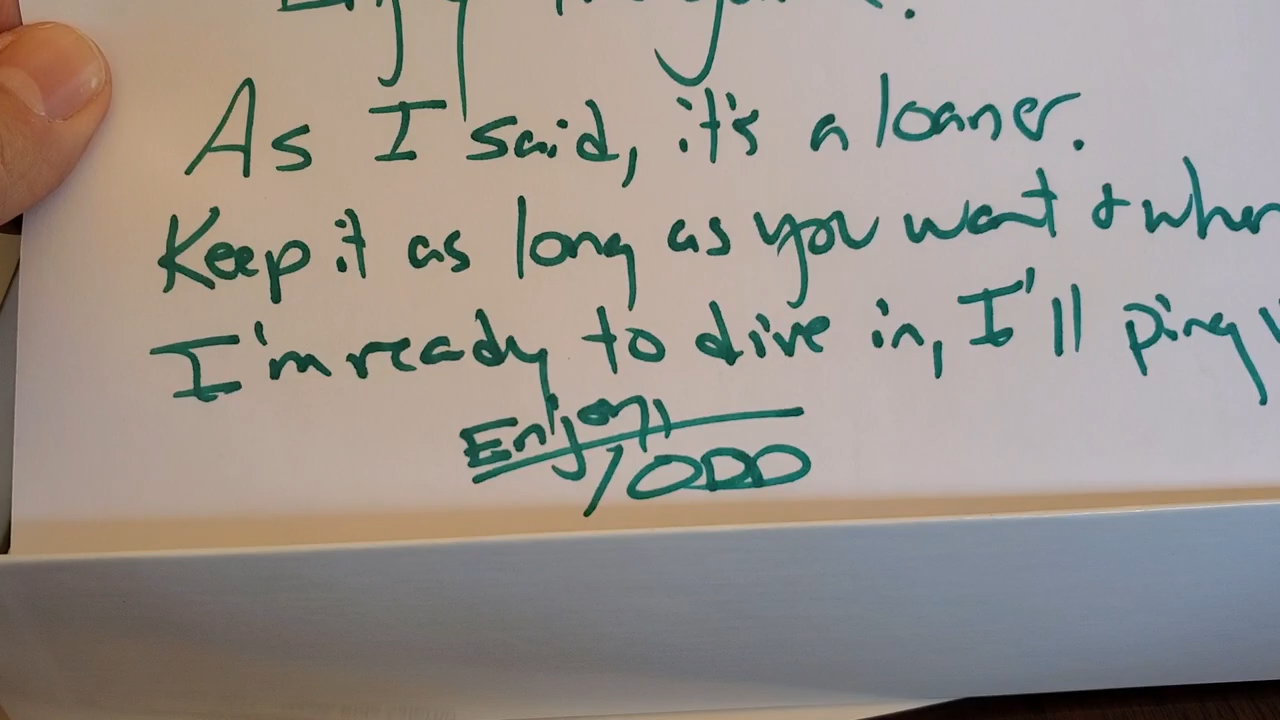 As I said, it's a loaner.
Keep it as long as you want & when
I'm ready to dive in, I'll ping
Enjoy,
TODD